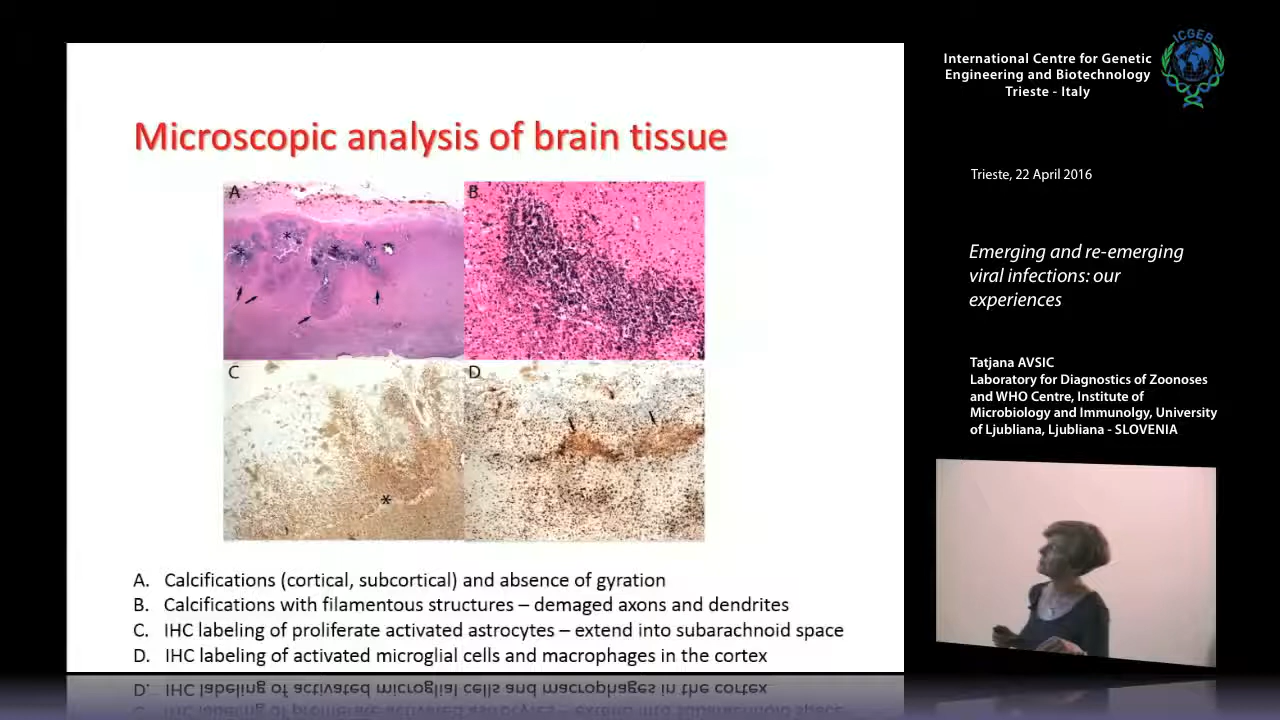 Microscopic analysis of brain tissue
A
B
C
D
A. Calcifications (cortical, subcortical) and absence of gyration
B. Calcifications with filamentous structures – demaged axons and dendrites
C. IHC labeling of proliferate activated astrocytes – extend into subarachnoid space
D. IHC labeling of activated microglial cells and macrophages in the cortex
International Centre for Genetic
Engineering and Biotechnology
Trieste - Italy
ICGEB
Trieste, 22 April 2016
Emerging and re-emerging
viral infections: our
experiences
Tatjana AVSIC
Laboratory for Diagnostics of Zoonoses
and WHO Centre, Institute of
Microbiology and Immunolgy, University
of Ljubliana, Ljubliana - SLOVENIA